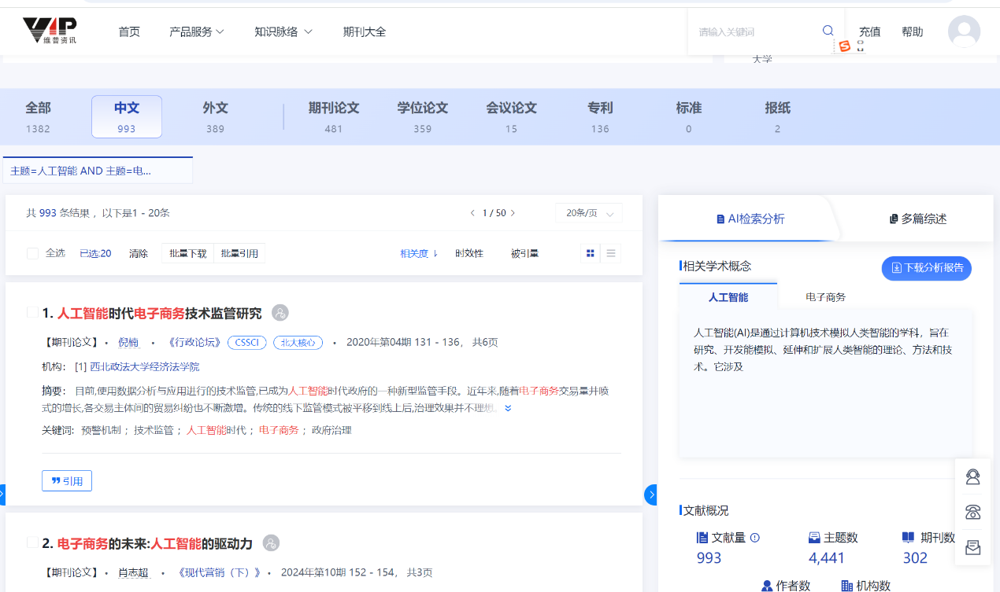 VIP 首页 产品服务 知识脉络 期刊大全 请输入关键词 充值 帮助
维普资讯
大学
全部 中文 外文 期刊论文 学位论文 会议论文 专利 标准 报纸
1382 993 389 481 359 15 136 0 2
主题=人工智能 AND 主题=电...
共 993 条结果 ，以下是1 - 20条 1 / 50 20条/页
全选 已选:20 清除 批量下载 批量引用 相关度 时效性 被引量
1. 人工智能时代电子商务技术监管研究
【期刊论文】 • 倪楠 • 《行政论坛》 CSSCI 北大核心 • 2020年第04期 131 - 136， 共6页
机构： [1] 西北政法大学经济法学院
摘要： 目前,使用数据分析与应用进行的技术监管,已成为人工智能时代政府的一种新型监管手段。近年来,随着电子商务交易量井喷
式的增长,各交易主体间的贸易纠纷也不断激增。传统的线下监管模式被平移到线上后,治理效果并不理想。
关键词: 预警机制 ； 技术监管 ； 人工智能时代 ； 电子商务 ； 政府治理
引用
2. 电子商务的未来:人工智能的驱动力
【期刊论文】 • 肖志超 • 《现代营销（下）》 • 2024年第10期 152 - 154， 共3页
AI检索分析 多篇综述
相关学术概念 下载分析报告
人工智能 电子商务
人工智能(AI)是通过计算机技术模拟人类智能的学科，旨在
研究、开发能模拟、延伸和扩展人类智能的理论、方法和技
术。它涉及
文献概况
文献量 主题数 期刊数
993 4,441 302
作者数 机构数